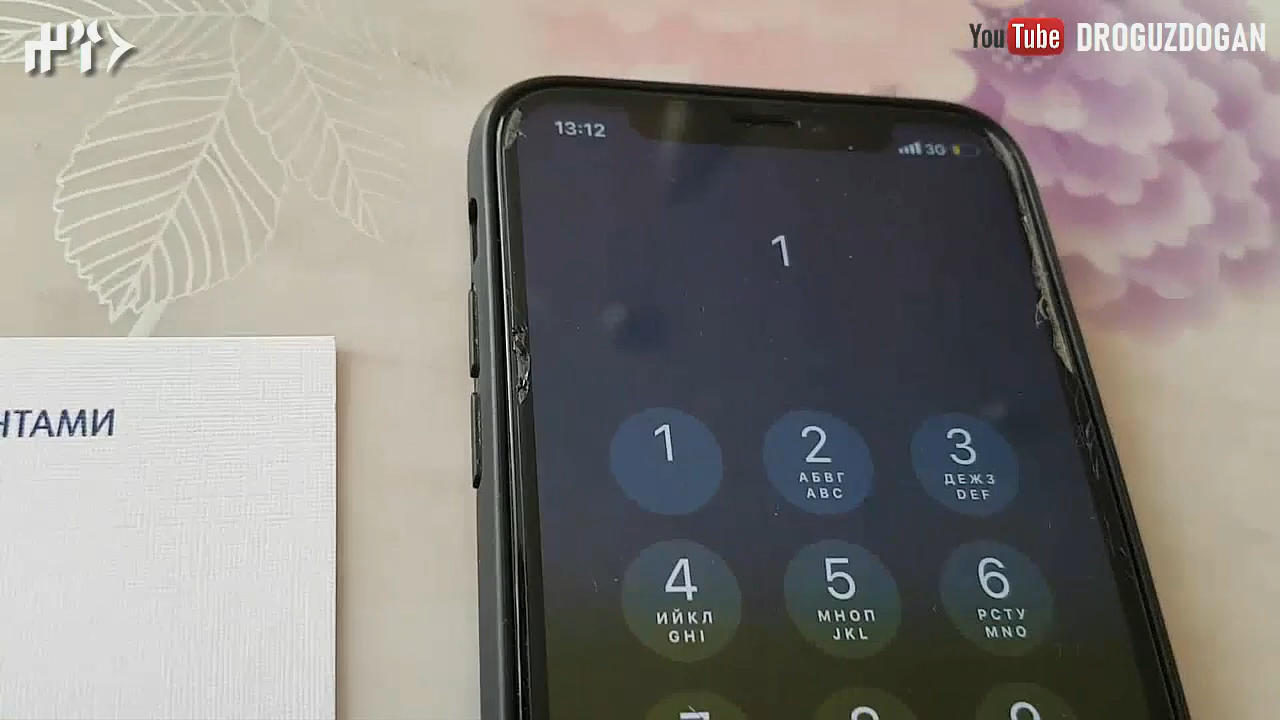 YouTube DROGUZDOGAN
13:12
3G
1
НТАМИ
1
2
АБВГ
ABC
3
ДЕЖЗ
DEF
4
ИЙКЛ
GHI
5
МНОП
JKL
6
РСТУ
MNO